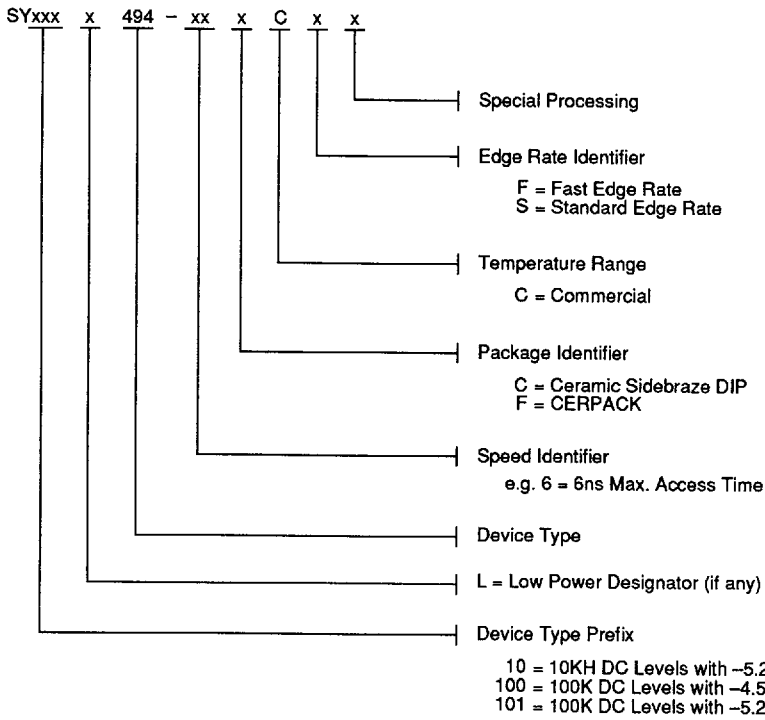 SYxxx x 494 - xx x C x x
Special Processing
Edge Rate Identifier
F = Fast Edge Rate
S = Standard Edge Rate
Temperature Range
C = Commercial
Package Identifier
C = Ceramic Sidebraze DIP
F = CERPACK
Speed Identifier
e.g. 6 = 6ns Max. Access Time
Device Type
L = Low Power Designator (if any)
Device Type Prefix
10 = 10KH DC Levels with –5.2
100 = 100K DC Levels with –4.5
101 = 100K DC Levels with –5.2